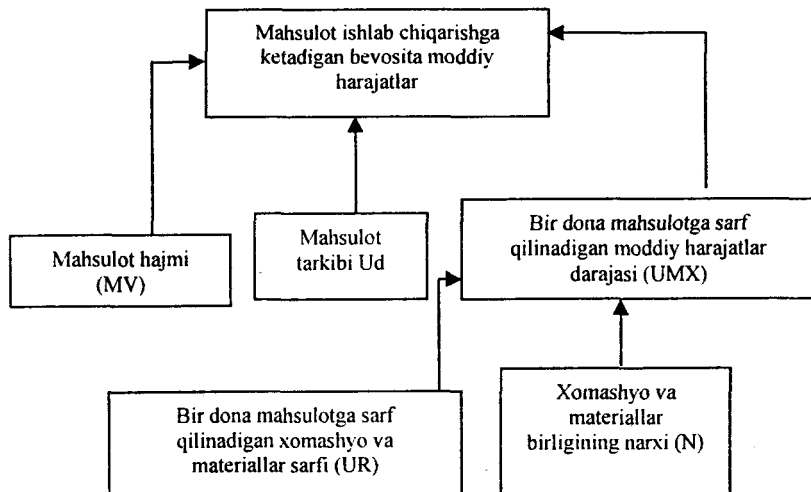 Mahsulot ishlab chiqarishga
ketadigan bevosita moddiy
harajatlar
Mahsulot hajmi
(MV)
Mahsulot
tarkibi Ud
Bir dona mahsulotga sarf
qilinadigan moddiy harajatlar
darajasi (UMX)
Bir dona mahsulotga sarf
qilinadigan xomashyo va
materiallar sarfi (UR)
Xomashyo va
materiallar
birligining narxi (N)